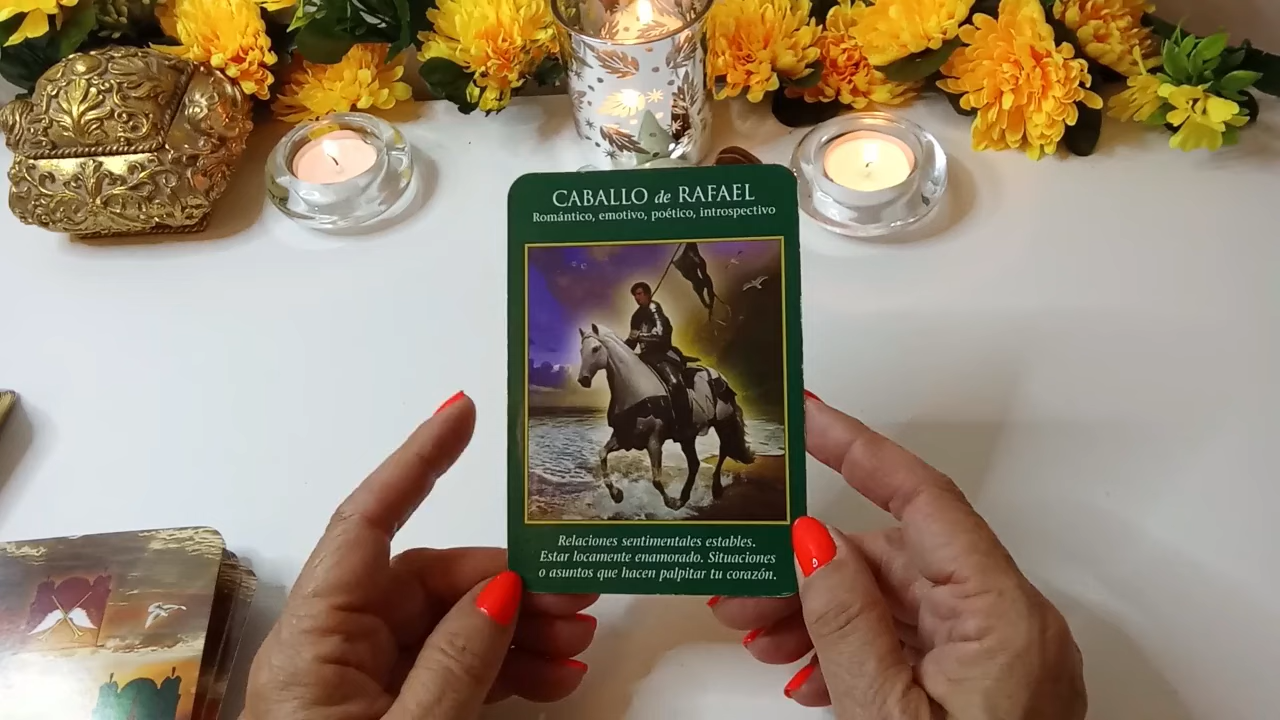 CABALLO de RAFAEL
Romántico, emotivo, poético, introspectivo
Relaciones sentimentales estables.
Estar locamente enamorado. Situaciones
o asuntos que hacen palpitar tu corazón.